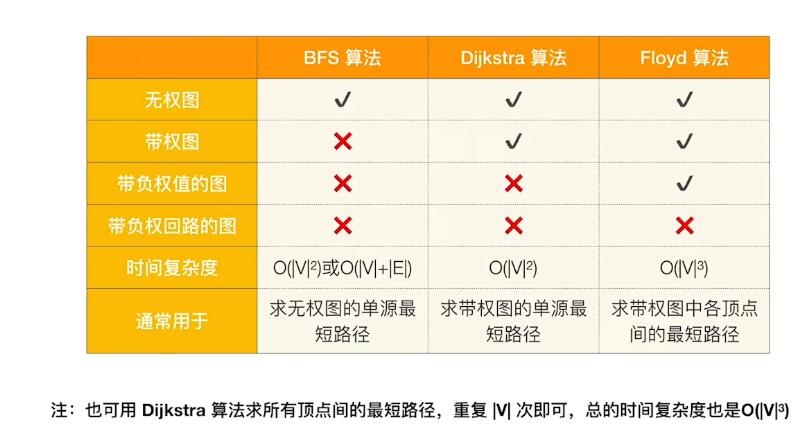 BFS 算法 Dijkstra 算法 Floyd 算法
无权图 ✓ ✓ ✓
带权图 ✗ ✓ ✓
带负权值的图 ✗ ✗ ✓
带负权回路的图 ✗ ✗ ✗
时间复杂度 O(|V|²)或O(|V|+|E|) O(|V|²) O(|V|³)
通常用于 求无权图的单源最短路径 求带权图的单源最短路径 求带权图中各顶点间的最短路径
注：也可用 Dijkstra 算法求所有顶点间的最短路径，重复 |V| 次即可，总的时间复杂度也是O(|V|³)